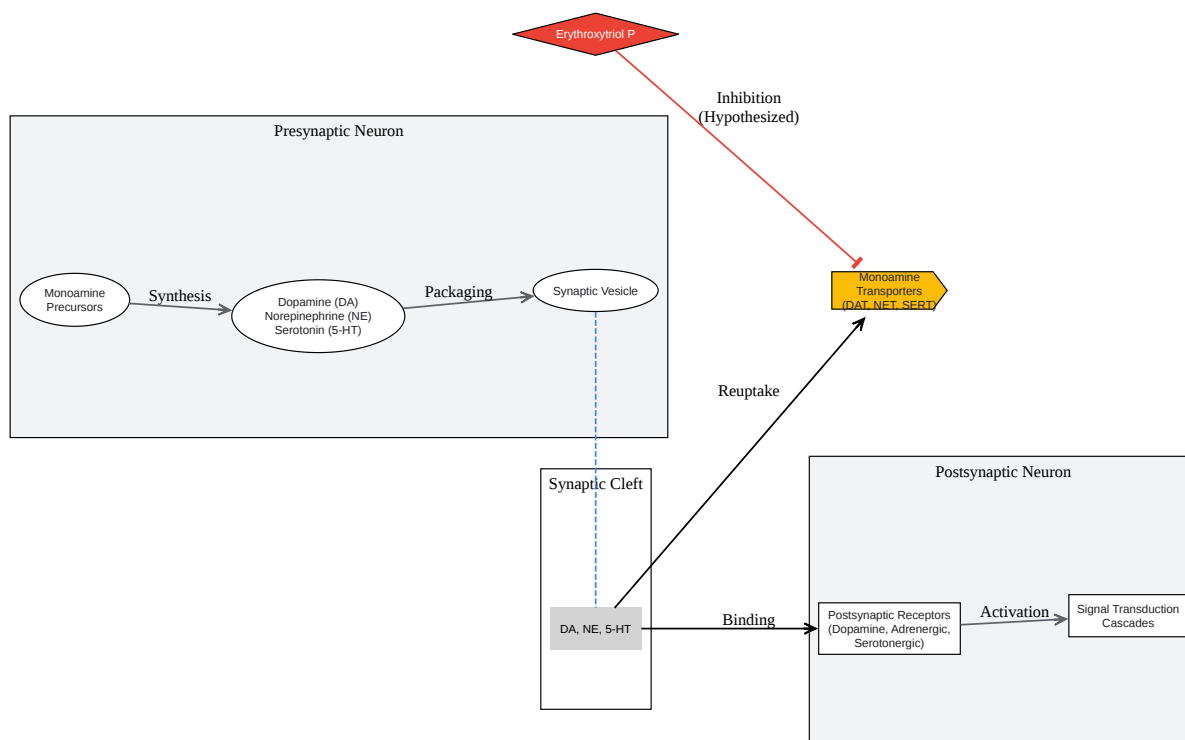 Erythroxytriol P
Inhibition
(Hypothesized)
Presynaptic Neuron
Monoamine
Precursors
Synthesis
Dopamine (DA)
Norepinephrine (NE)
Serotonin (5-HT)
Packaging
Synaptic Vesicle
Monoamine
Transporters
(DAT, NET, SERT)
Reuptake
Synaptic Cleft
DA, NE, 5-HT
Binding
Postsynaptic Neuron
Postsynaptic Receptors
(Dopamine, Adrenergic,
Serotonergic)
Activation
Signal Transduction
Cascades